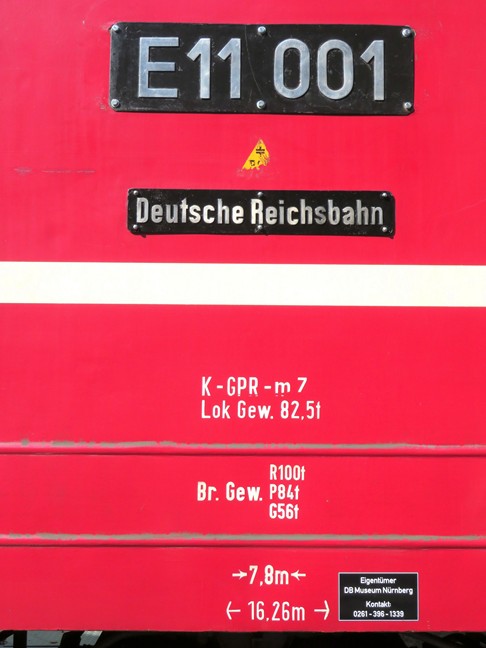 E11 001
Deutsche Reichsbahn
K - GPR - m 7
Lok Gew. 82,5t
R100t
Br. Gew. P84t
G56t
→7,8m←
← 16,26m →
Eigentümer
DB Museum Nürnberg
Kontakt:
0261 - 396 - 1339